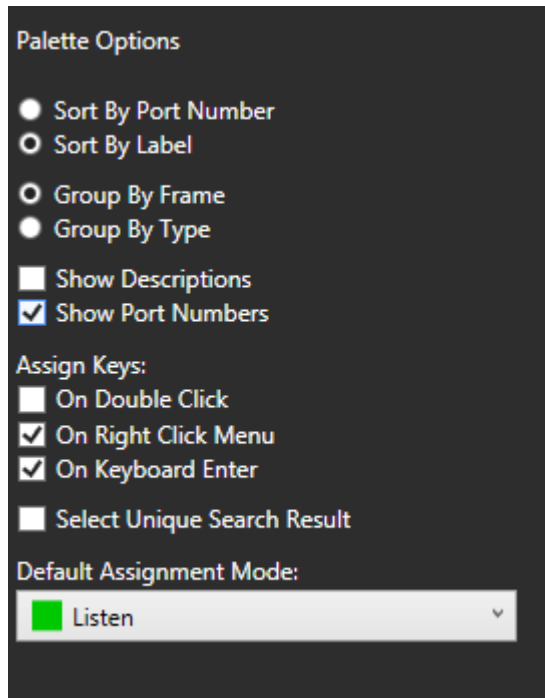 Palette Options
Sort By Port Number
Sort By Label
Group By Frame
Group By Type
Show Descriptions
Show Port Numbers
Assign Keys:
On Double Click
On Right Click Menu
On Keyboard Enter
Select Unique Search Result
Default Assignment Mode:
Listen